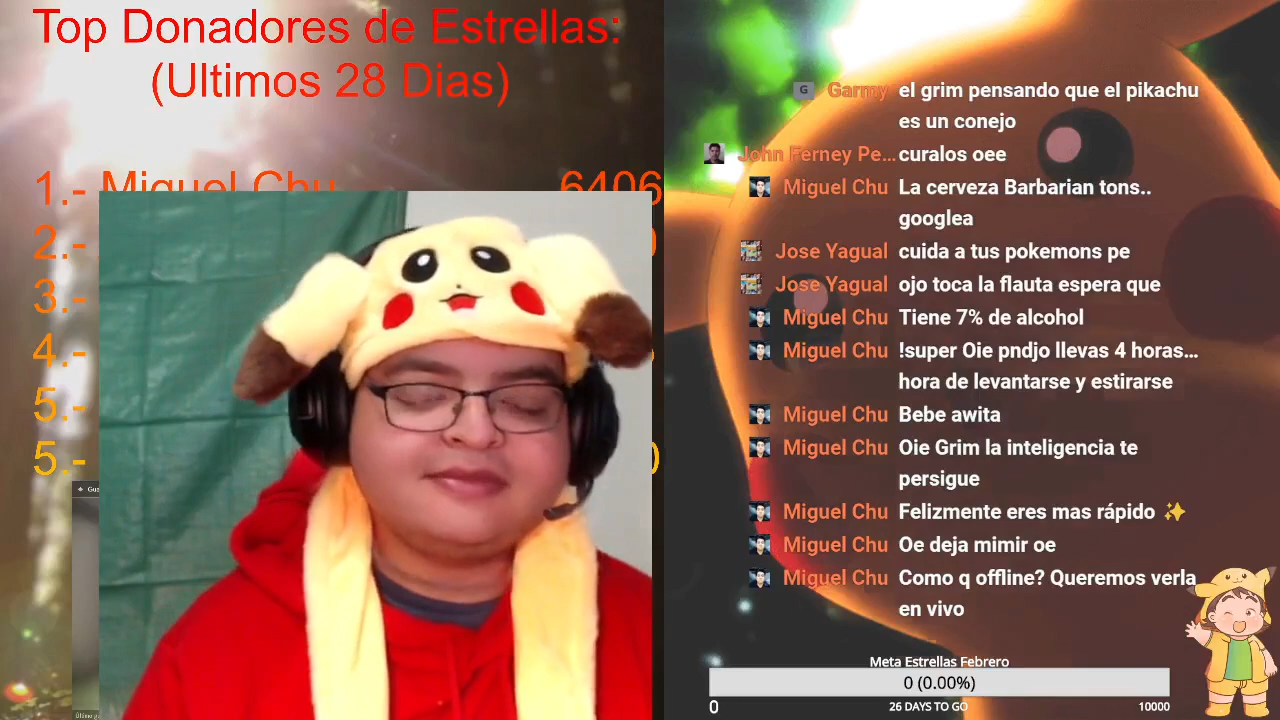 Top Donadores de Estrellas:
(Ultimos 28 Dias)
1.- Miguel Chu 6406
2.-
3.-
4.-
5.-
5.-
G Garmy el grim pensando que el pikachu
es un conejo
John Ferney Pe... curalos oee
Miguel Chu La cerveza Barbarian tons..
googlea
Jose Yagual cuida a tus pokemons pe
Jose Yagual ojo toca la flauta espera que
Miguel Chu Tiene 7% de alcohol
Miguel Chu !super Oie pndjo llevas 4 horas...
hora de levantarse y estirarse
Miguel Chu Bebe awita
Miguel Chu Oie Grim la inteligencia te
persigue
Miguel Chu Felizmente eres mas rápido ✨
Miguel Chu Oe deja mimir oe
Miguel Chu Como q offline? Queremos verla
en vivo
Meta Estrellas Febrero
0 (0.00%)
0 26 DAYS TO GO 10000